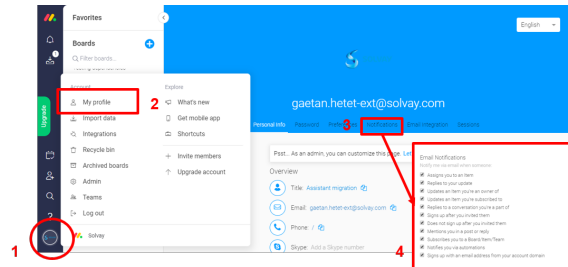 Favorites
English
Boards
Filter boards...
Account
Explore
My profile
2
What's new
Import data
Get mobile app
Integrations
Shortcuts
Recycle bin
Archived boards
Invite members
Admin
Upgrade account
Teams
Log out
Solvay
Upgrade
?
1
S
gaetan.hetet-ext@solvay.com
Personal Info
Password
3
Notifications
Email Integration
Sessions
Psst... As an admin, you can customize this page. Let
Overview
Title: Assistant migration
Email: gaetan.hetet-ext@solvay.com
Phone: /
Skype: Add a Skype number
4
Email Notifications
Notify me via email when someone
Assigns you to an item
Replies to your update
Updates an item you're an owner of
Updates an item you're subscribed to
Replies to a conversation you're a part of
Signs up after you invited them
Does not sign up after you invited them
Mentions you in a post or reply
Subscribes you to a Board/Item/Team
Notifies you via automations
Signs up with an email address from your account domain